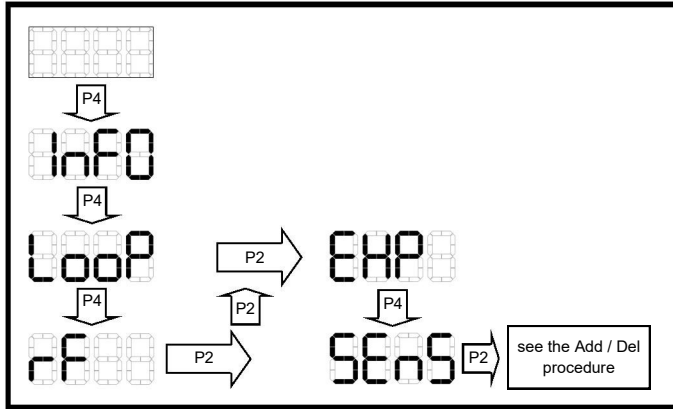 P4
InFO
P4
LooP
P2
EHP
P4
P2
P4
rF
P2
SEnS
P2
see the Add / Del
procedure